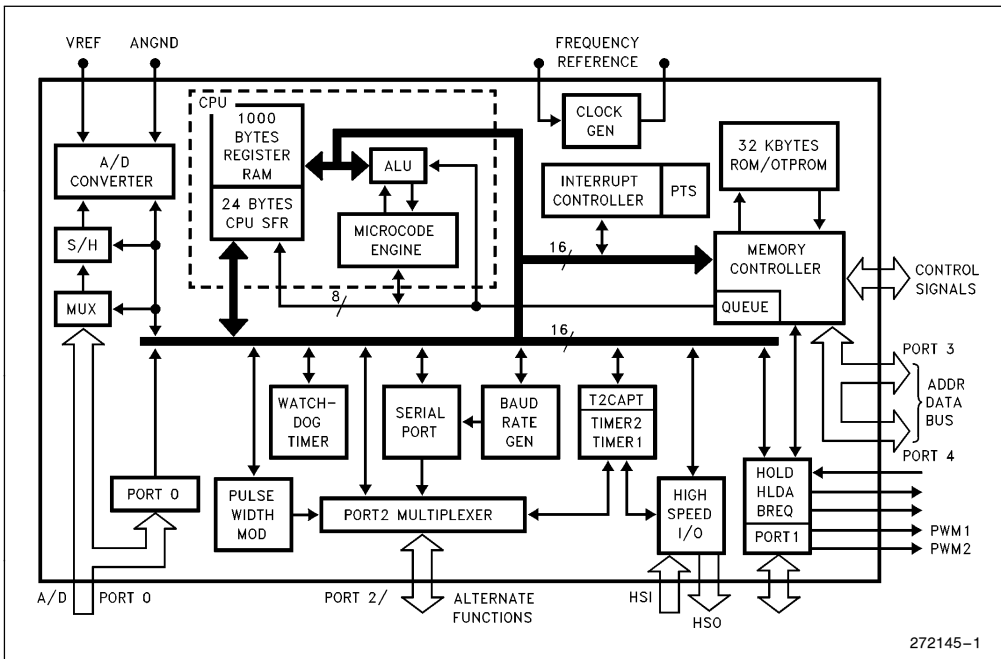 VREF
ANGND
FREQUENCY
REFERENCE
CPU
1000
BYTES
REGISTER
RAM
24 BYTES
CPU SFR
ALU
MICROCODE
ENGINE
CLOCK
GEN
32 KBYTES
ROM/OTPROM
INTERRUPT
CONTROLLER
PTS
A/D
CONVERTER
S/H
MUX
16
MEMORY
CONTROLLER
QUEUE
CONTROL
SIGNALS
8
16
PORT 3
ADDR
DATA
BUS
PORT 4
WATCH-
DOG
TIMER
SERIAL
PORT
BAUD
RATE
GEN
T2CAPT
TIMER2
TIMER1
PORT 0
PULSE
WIDTH
MOD
PORT2 MULTIPLEXER
HIGH
SPEED
I/O
HOLD
HLDA
BREQ
PORT1
PWM1
PWM2
A/D
PORT 0
PORT 2/
ALTERNATE
FUNCTIONS
HSI
HSO
272145-1